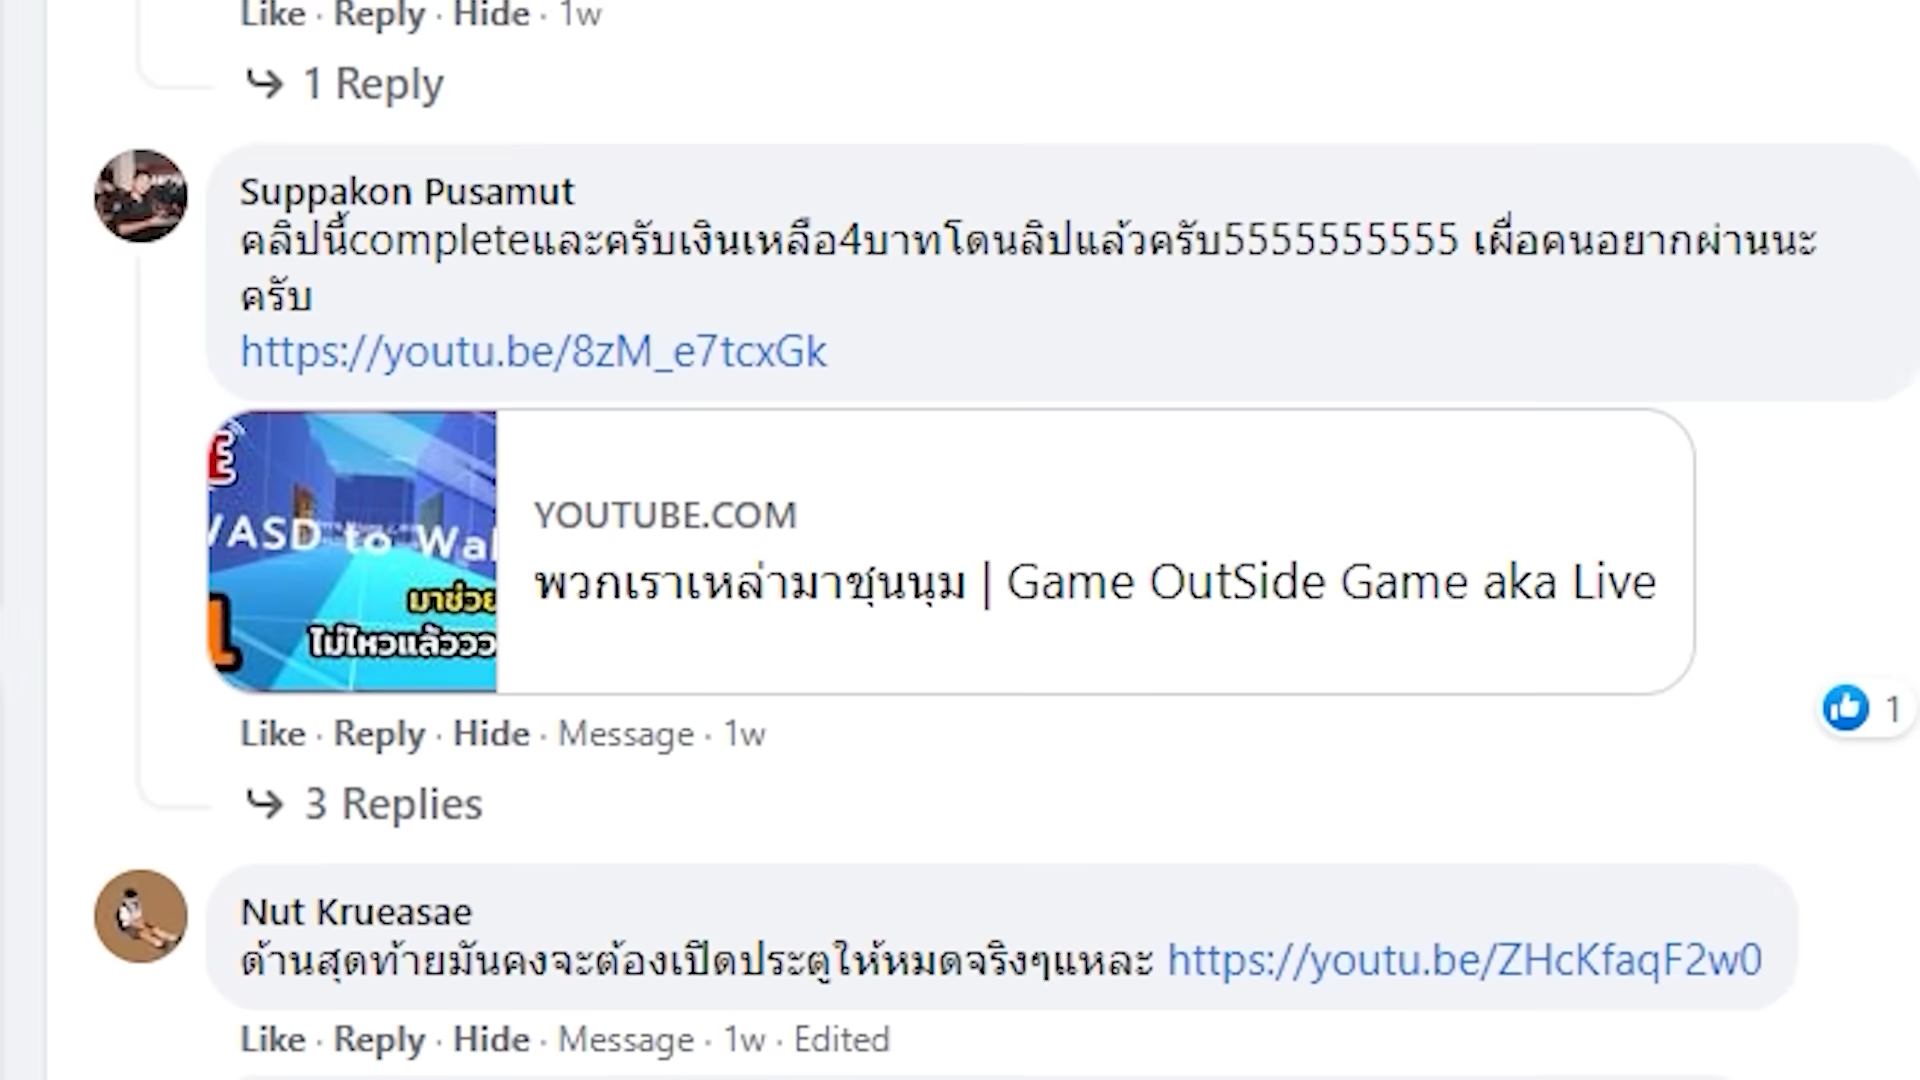 Like · Reply · Hide · 1w
1 Reply
Suppakon Pusamut
คลิปนี้completeและครับเงินเหลือ4บาทโดนลิปแล้วครับ5555555555 เผื่อคนอยากผ่านนะ
ครับ
https://youtu.be/8zM_e7tcxGk
E
VASD to Wal
มาช่วย
ไม่ไหวแล้วววว
YOUTUBE.COM
พวกเราเหล่ามาชุนนุม | Game OutSide Game aka Live
1
Like · Reply · Hide · Message · 1w
3 Replies
Nut Krueasae
ด้านสุดท้ายมันคงจะต้องเปิดประตูให้หมดจริงๆแหละ https://youtu.be/ZHcKfaqF2w0
Like · Reply · Hide · Message · 1w · Edited